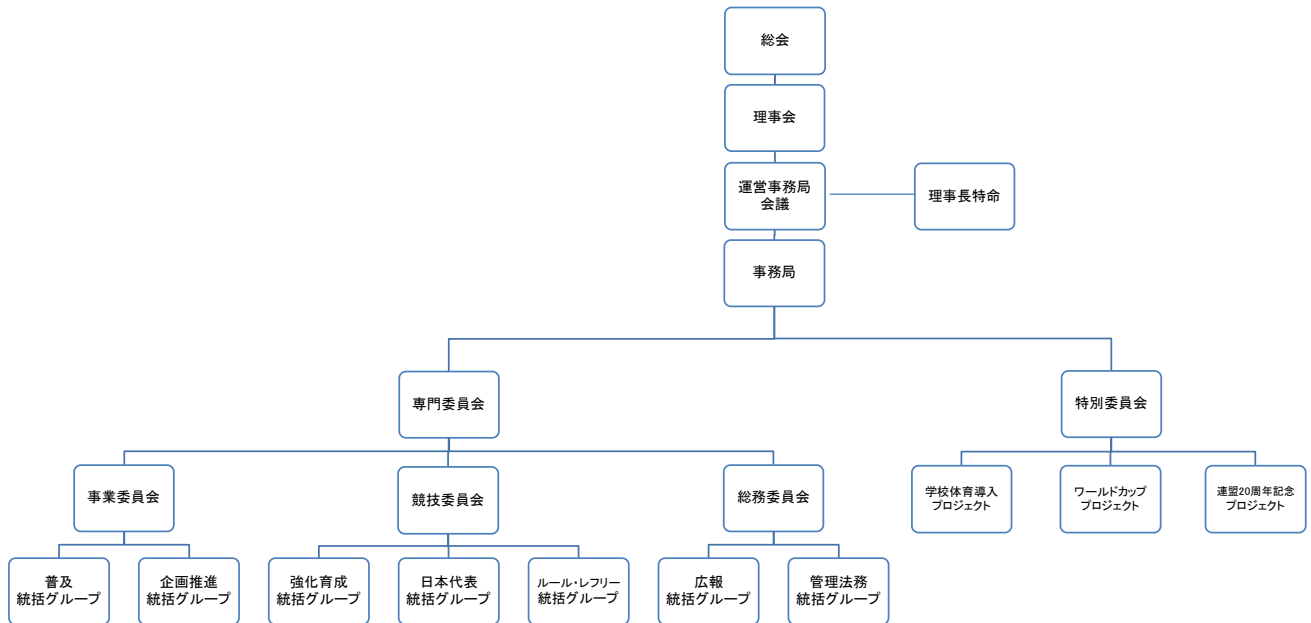 総会
理事会
運営事務局
会議
理事長特命
事務局
専門委員会
特別委員会
事業委員会
競技委員会
総務委員会
学校体育導入
プロジェクト
ワールドカップ
プロジェクト
連盟20周年記念
プロジェクト
普及
統括グループ
企画推進
統括グループ
強化育成
統括グループ
日本代表
統括グループ
ルール・レフリー
統括グループ
広報
統括グループ
管理法務
統括グループ